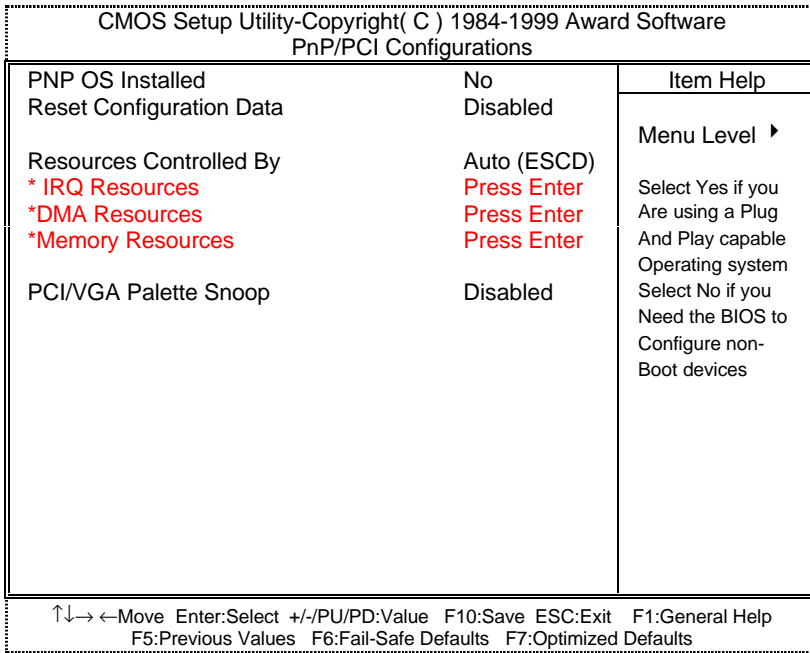 CMOS Setup Utility-Copyright( C ) 1984-1999 Award Software
PnP/PCI Configurations
PNP OS Installed No
Reset Configuration Data Disabled
Resources Controlled By Auto (ESCD)
* IRQ Resources Press Enter
*DMA Resources Press Enter
*Memory Resources Press Enter
PCI/VGA Palette Snoop Disabled
Item Help
Menu Level
Select Yes if you
Are using a Plug
And Play capable
Operating system
Select No if you
Need the BIOS to
Configure non-
Boot devices
↑↓→ ←Move Enter:Select +/-/PU/PD:Value F10:Save ESC:Exit F1:General Help
F5:Previous Values F6:Fail-Safe Defaults F7:Optimized Defaults